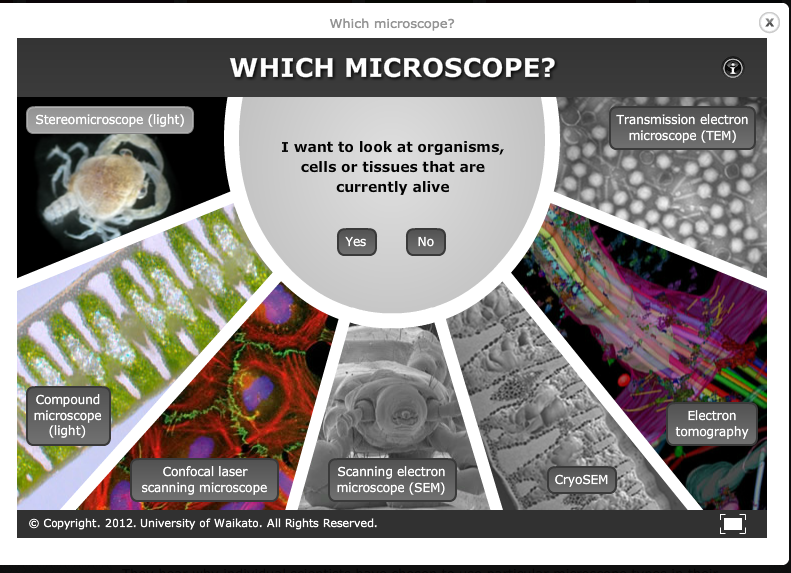 Which microscope?
x
WHICH MICROSCOPE?
i
Stereomicroscope (light)
I want to look at organisms,
cells or tissues that are
currently alive
Yes
No
Transmission electron
microscope (TEM)
Compound
microscope
(light)
Confocal laser
scanning microscope
Scanning electron
microscope (SEM)
CryoSEM
Electron
tomography
© Copyright. 2012. University of Waikato. All Rights Reserved.